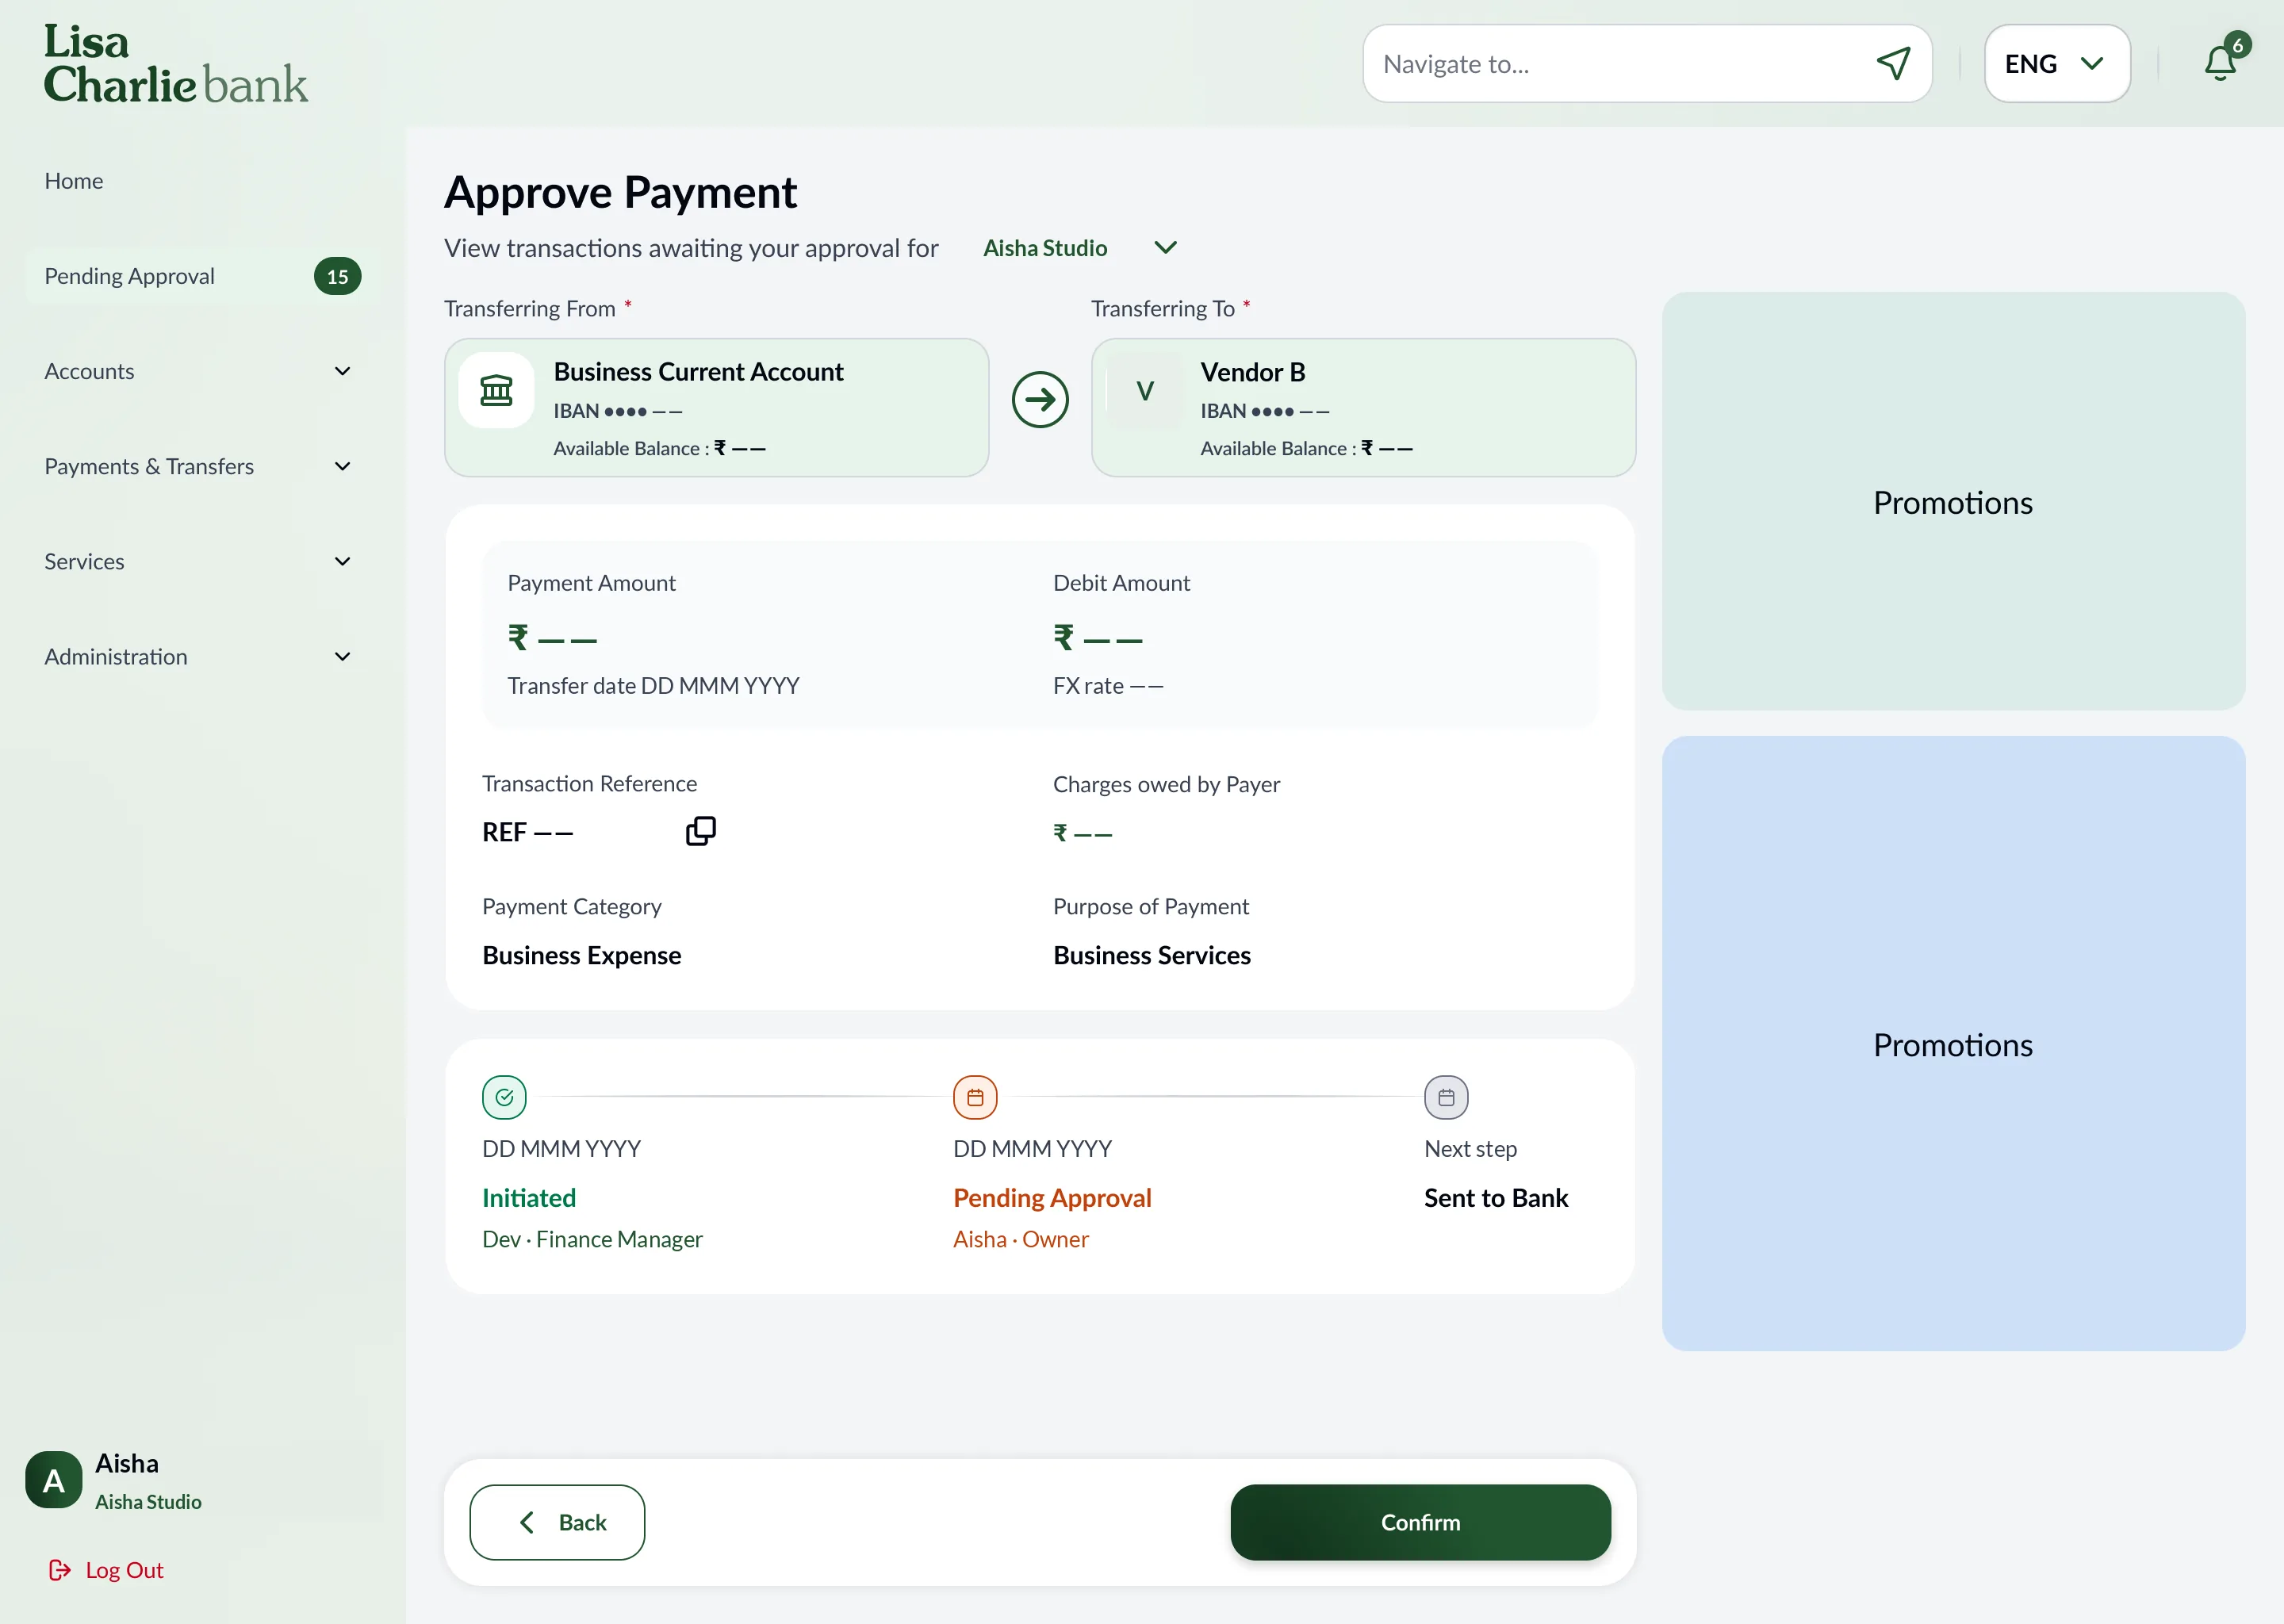 Lisa
Charlie bank
Navigate to...
ENG
6
Home
Pending Approval 15
Accounts
Payments & Transfers
Services
Administration
Approve Payment
View transactions awaiting your approval for Aisha Studio
Transferring From *
Business Current Account
IBAN •••• — —
Available Balance : ₹ — —
Transferring To *
V
Vendor B
IBAN •••• — —
Available Balance : ₹ — —
Payment Amount
₹ — —
Transfer date DD MMM YYYY
Debit Amount
₹ — —
FX rate — —
Transaction Reference
REF — —
Charges owed by Payer
₹ — —
Payment Category
Business Expense
Purpose of Payment
Business Services
DD MMM YYYY
Initiated
Dev · Finance Manager
DD MMM YYYY
Pending Approval
Aisha · Owner
Next step
Sent to Bank
Promotions
Promotions
A
Aisha
Aisha Studio
Log Out
Back
Confirm